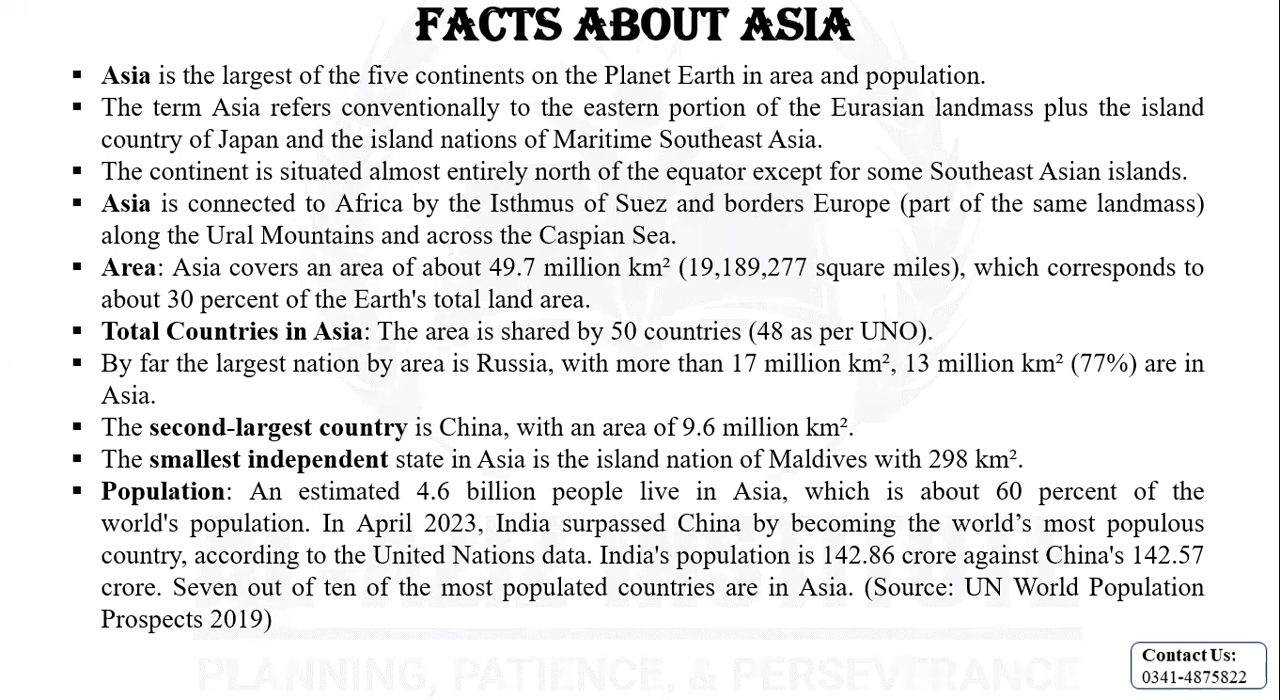 FACTS ABOUT ASIA
▪ Asia is the largest of the five continents on the Planet Earth in area and population.
▪ The term Asia refers conventionally to the eastern portion of the Eurasian landmass plus the island
country of Japan and the island nations of Maritime Southeast Asia.
▪ The continent is situated almost entirely north of the equator except for some Southeast Asian islands.
▪ Asia is connected to Africa by the Isthmus of Suez and borders Europe (part of the same landmass)
along the Ural Mountains and across the Caspian Sea.
▪ Area: Asia covers an area of about 49.7 million km² (19,189,277 square miles), which corresponds to
about 30 percent of the Earth's total land area.
▪ Total Countries in Asia: The area is shared by 50 countries (48 as per UNO).
▪ By far the largest nation by area is Russia, with more than 17 million km², 13 million km² (77%) are in
Asia.
▪ The second-largest country is China, with an area of 9.6 million km².
▪ The smallest independent state in Asia is the island nation of Maldives with 298 km².
▪ Population: An estimated 4.6 billion people live in Asia, which is about 60 percent of the
world's population. In April 2023, India surpassed China by becoming the world’s most populous
country, according to the United Nations data. India's population is 142.86 crore against China's 142.57
crore. Seven out of ten of the most populated countries are in Asia. (Source: UN World Population
Prospects 2019)
PLANNING, PATIENCE, & PERSEVTRANCE
Contact Us:
0341-4875822